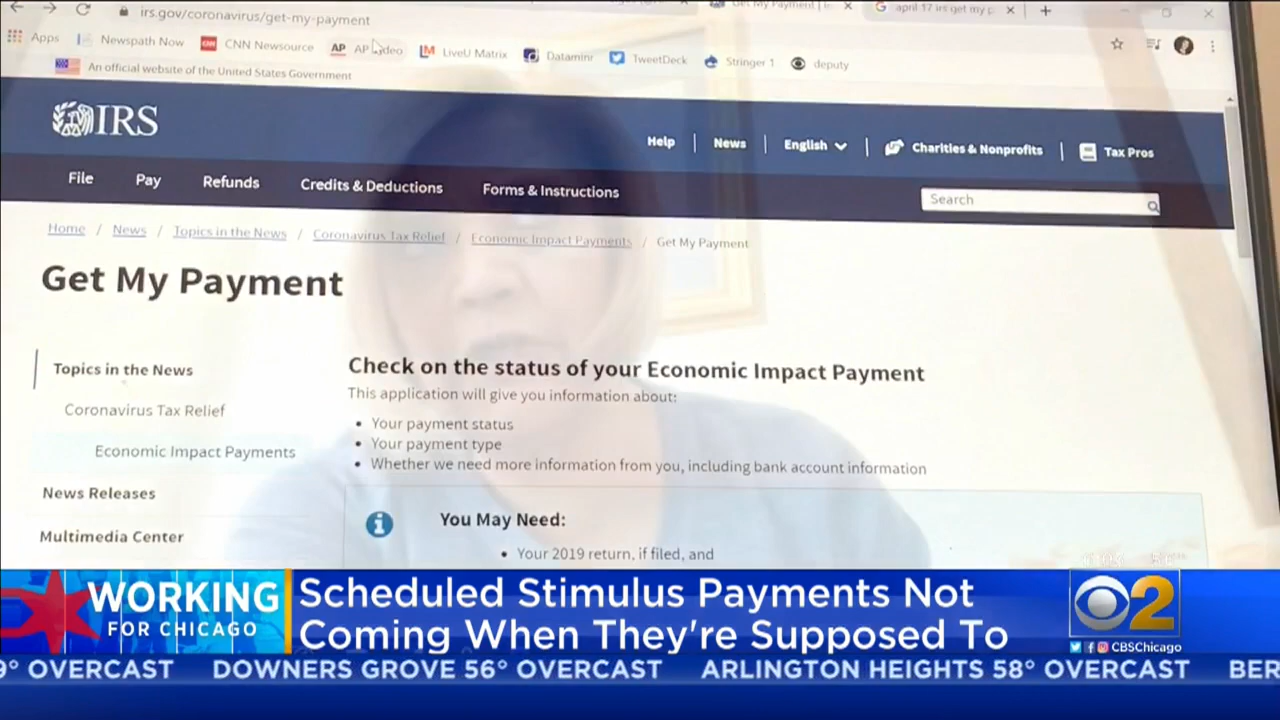 irs.gov/coronavirus/get-my-payment
april 17 irs get my p
Apps Newspath Now CNN Newsource AP AP Video LiveU Matrix Dataminr TweetDeck Stringer 1 deputy
An official website of the United States Government
IRS
Help News English Charities & Nonprofits Tax Pros
File Pay Refunds Credits & Deductions Forms & Instructions
Search
Home / News / Topics in the News / Coronavirus Tax Relief / Economic Impact Payments / Get My Payment
Get My Payment
Topics in the News
Coronavirus Tax Relief
Economic Impact Payments
News Releases
Multimedia Center
Check on the status of your Economic Impact Payment
This application will give you information about:
• Your payment status
• Your payment type
• Whether we need more information from you, including bank account information
You May Need:
• Your 2019 return, if filed, and
WORKING
FOR CHICAGO
Scheduled Stimulus Payments Not
Coming When They're Supposed To
2
CBSChicago
9° OVERCAST DOWNERS GROVE 56° OVERCAST ARLINGTON HEIGHTS 58° OVERCAST BER